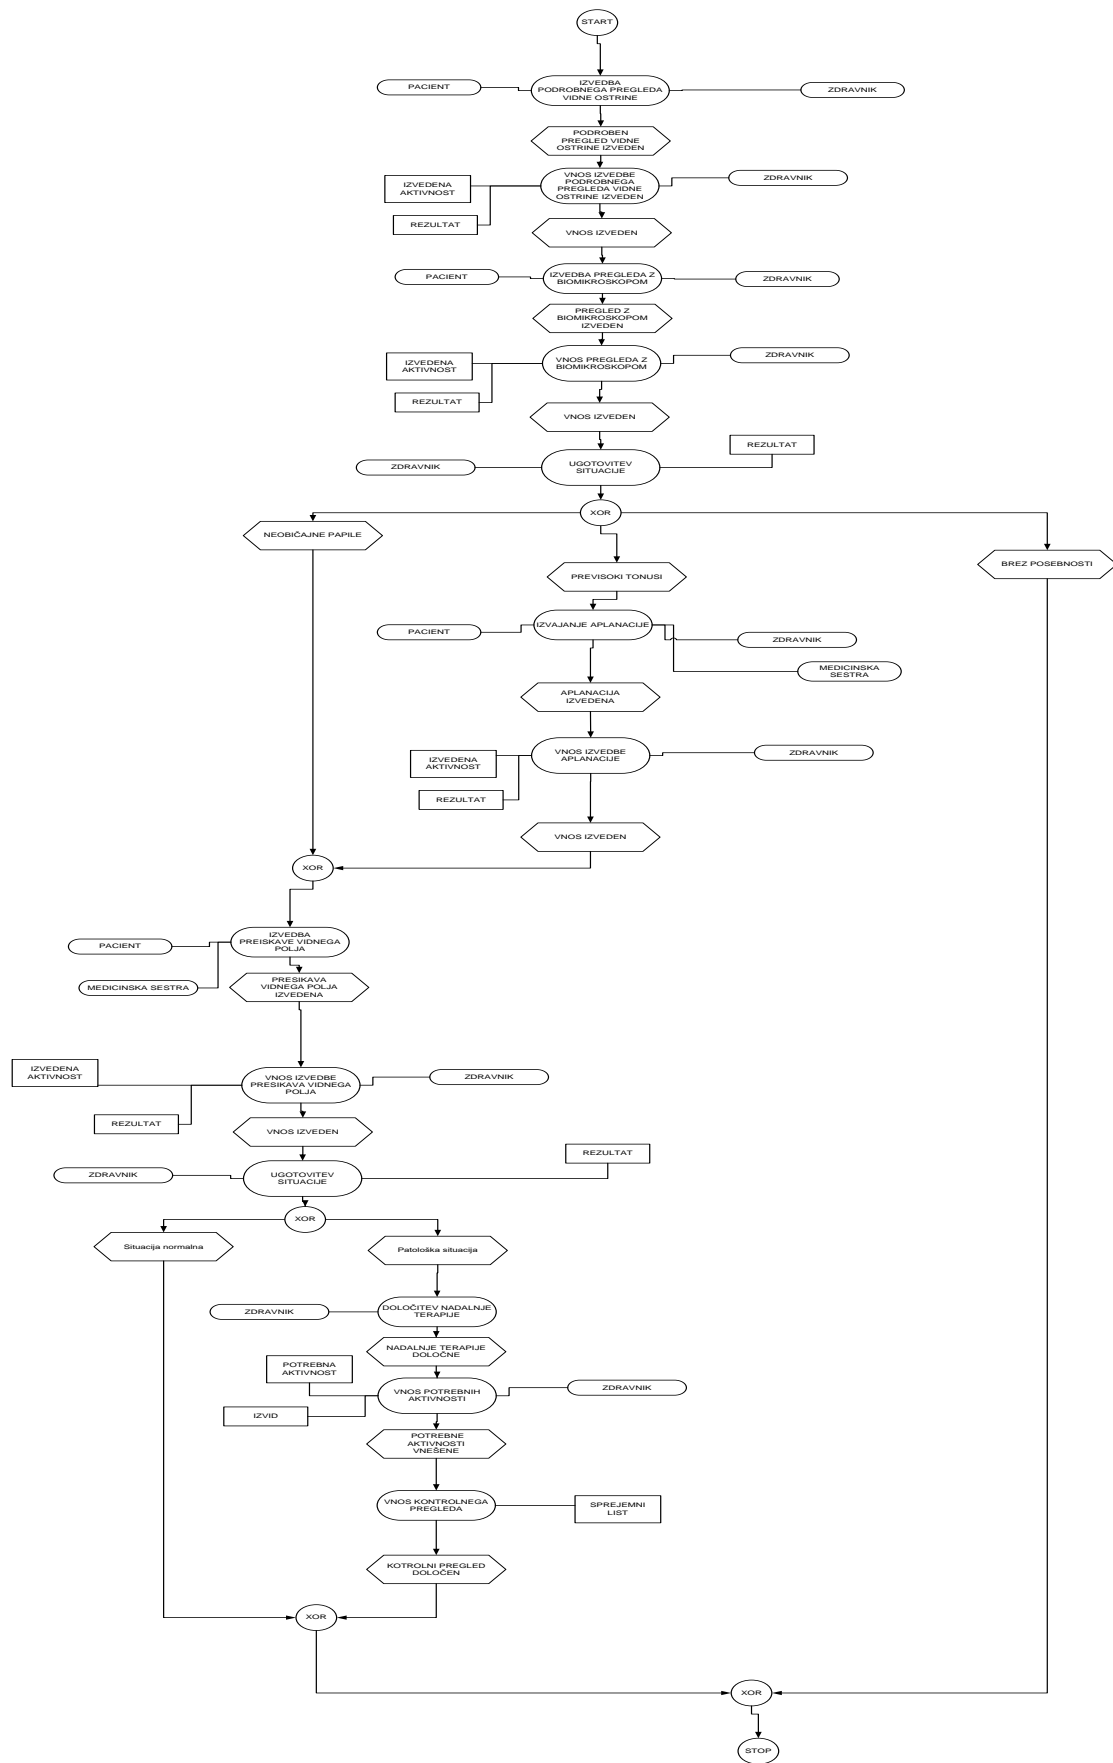 START
PACIENT
IZVEDBA
PODROBNEGA PREGLEDA
VIDNE OSTRINE
ZDRAVNIK
PODROBEN
PREGLED VIDNE
OSTRINE IZVEDEN
IZVEDENA
AKTIVNOST
VNOS IZVEDBE
PODROBNEGA
PREGLEDA VIDNE
OSTRINE IZVEDEN
ZDRAVNIK
REZULTAT
VNOS IZVEDEN
PACIENT
IZVEDBA PREGLEDA Z
BIOMIKROSKOPOM
ZDRAVNIK
PREGLED Z
BIOMIKROSKOPOM
IZVEDEN
IZVEDENA
AKTIVNOST
VNOS PREGLEDA Z
BIOMIKROSKOPOM
ZDRAVNIK
REZULTAT
VNOS IZVEDEN
REZULTAT
ZDRAVNIK
UGOTOVITEV
SITUACIJE
XOR
NEOBIČAJNE PAPILE
PREVISOKI TONUSI
BREZ POSEBNOSTI
PACIENT
IZVAJANJE APLANACIJE
ZDRAVNIK
MEDICINSKA
SESTRA
APLANACIJA
IZVEDENA
IZVEDENA
AKTIVNOST
VNOS IZVEDBE
APLANACIJE
ZDRAVNIK
REZULTAT
VNOS IZVEDEN
XOR
PACIENT
IZVEDBA
PREISKAVE VIDNEGA
POLJA
MEDICINSKA SESTRA
PRESIKAVA
VIDNEGA POLJA
IZVEDENA
IZVEDENA
AKTIVNOST
VNOS IZVEDBE
PRESIKAVA VIDNEGA
POLJA
ZDRAVNIK
REZULTAT
VNOS IZVEDEN
REZULTAT
ZDRAVNIK
UGOTOVITEV
SITUACIJE
XOR
Situacija normalna
Patološka situacija
ZDRAVNIK
DOLOČITEV NADALNJE
TERAPIJE
NADALNJE TERAPIJE
DOLOČNE
POTREBNA
AKTIVNOST
VNOS POTREBNIH
AKTIVNOSTI
ZDRAVNIK
IZVID
POTREBNE
AKTIVNOSTI
VNEŠENE
VNOS KONTROLNEGA
PREGLEDA
SPREJEMNI
LIST
KOTROLNI PREGLED
DOLOČEN
XOR
XOR
STOP